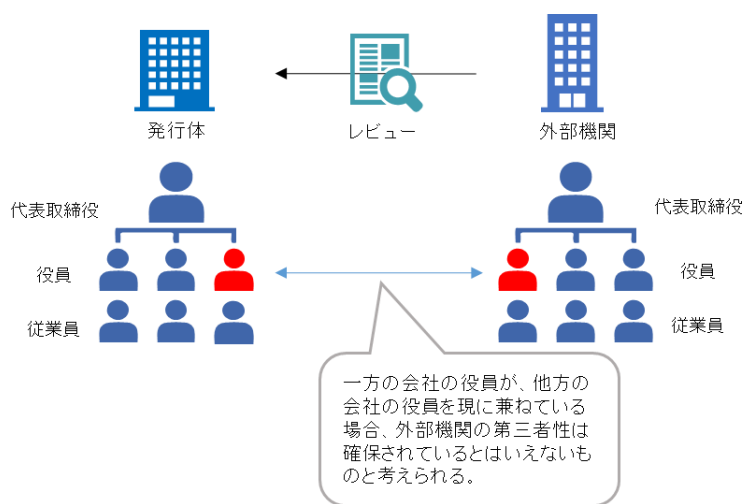 発行体
レビュー
外部機関
代表取締役
代表取締役
役員
役員
従業員
従業員
一方の会社の役員が、他方の
会社の役員を現に兼ねている
場合、外部機関の第三者性は
確保されているとはいえないも
のと考えられる。